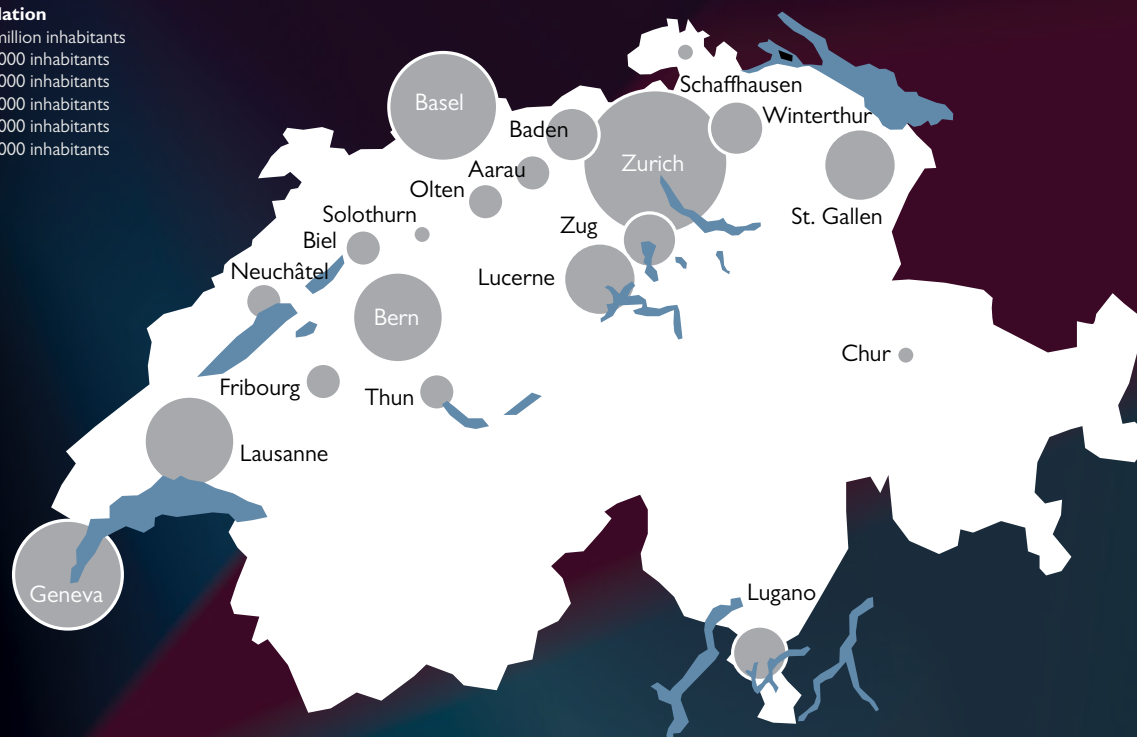 lation
million inhabitants
000 inhabitants
000 inhabitants
000 inhabitants
000 inhabitants
000 inhabitants
Basel
Schaffhausen
Baden
Winterthur
Aarau
Zurich
Olten
Solothurn
St. Gallen
Zug
Biel
Neuchâtel
Lucerne
Bern
Chur
Fribourg
Thun
Lausanne
Geneva
Lugano